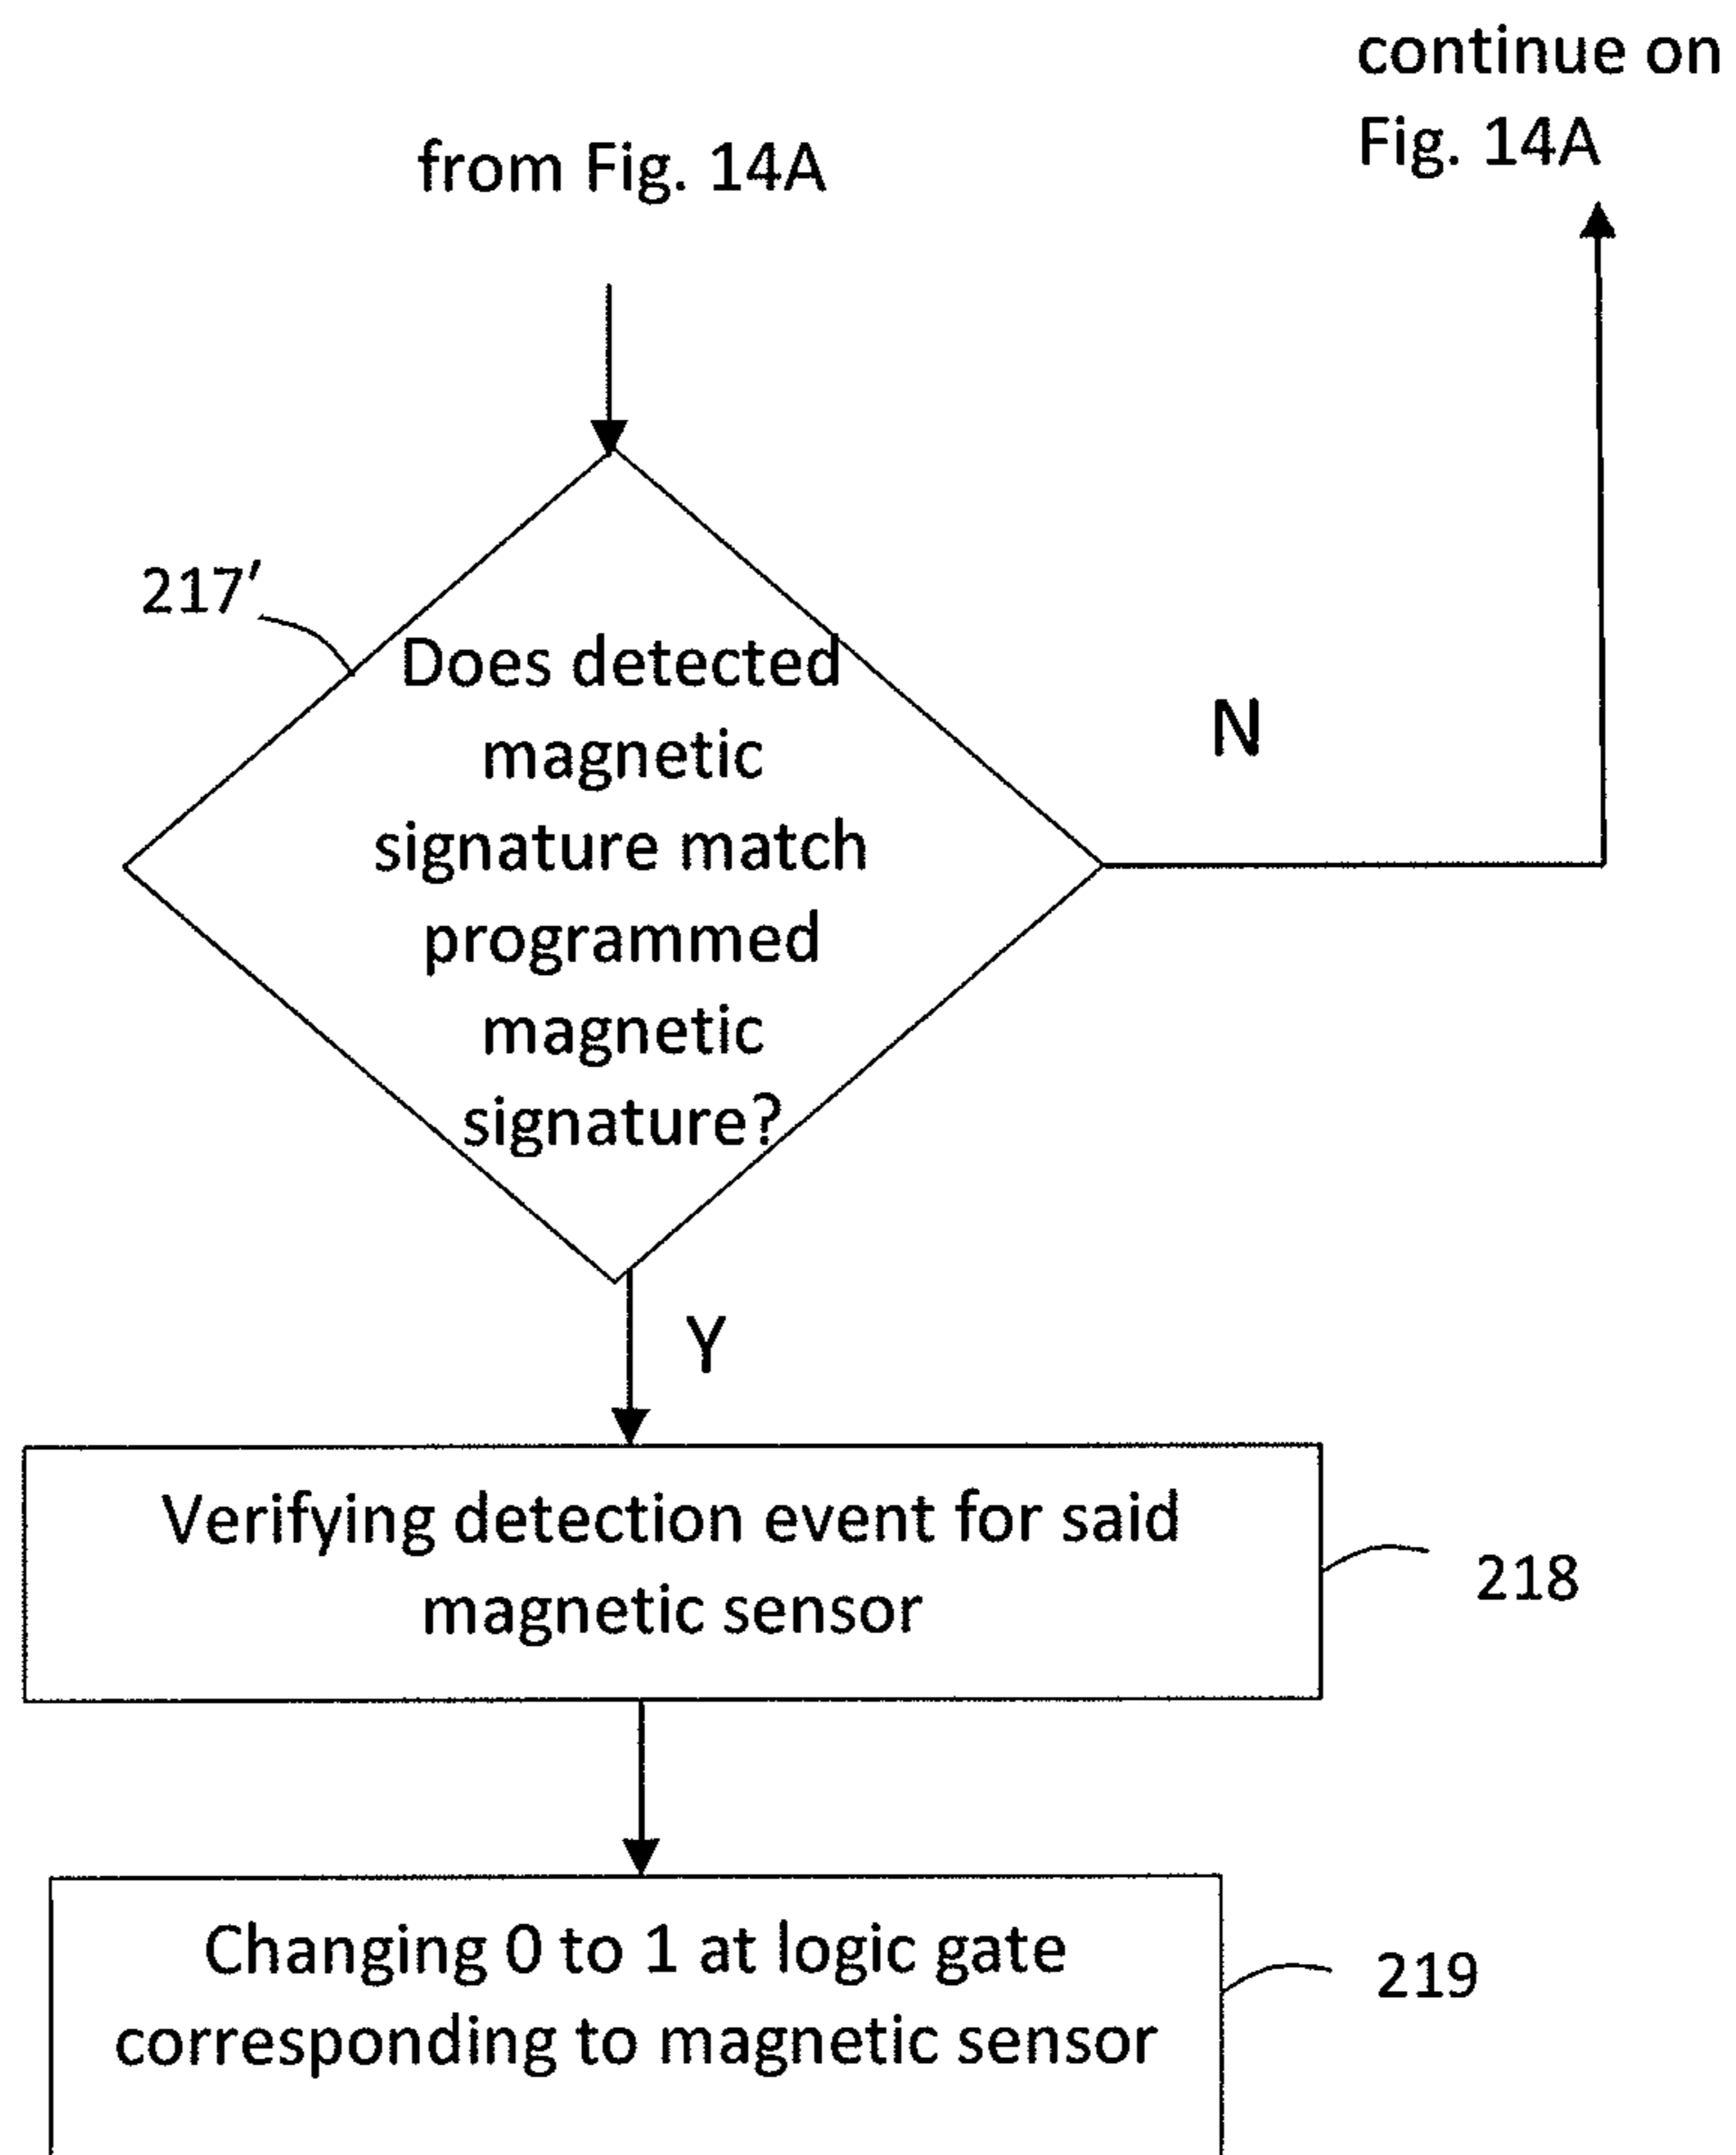 continue on
Fig. 14A
from Fig. 14A
217'
Does detected
magnetic
signature match
programmed
magnetic
signature?
N
Y
Verifying detection event for said
magnetic sensor
218
Changing 0 to 1 at logic gate
corresponding to magnetic sensor
219